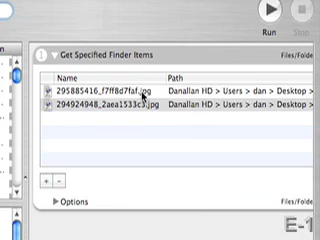 Run
Stop
1 Get Specified Finder Items
Files/Folde
Name Path
295885416_f7ff8d7faf.jpg Danallan HD > Users > dan > Desktop >
294924948_2aea1533c3.jpg Danallan HD > Users > dan > Desktop >
+ -
Files/Folde
Options
E-1